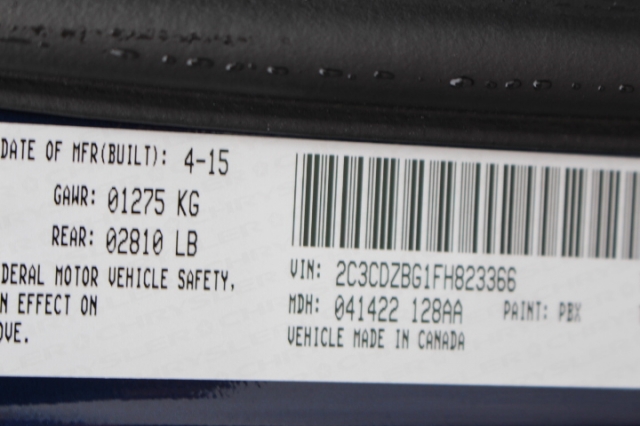 DATE OF MFR(BUILT): 4-15
GAWR: 01275 KG
REAR: 02810 LB
DERAL MOTOR VEHICLE SAFETY,
N EFFECT ON
OVE.
VIN: 2C3CDZBG1FH823366
MDH: 041422 128AA PAINT: PBX
VEHICLE MADE IN CANADA